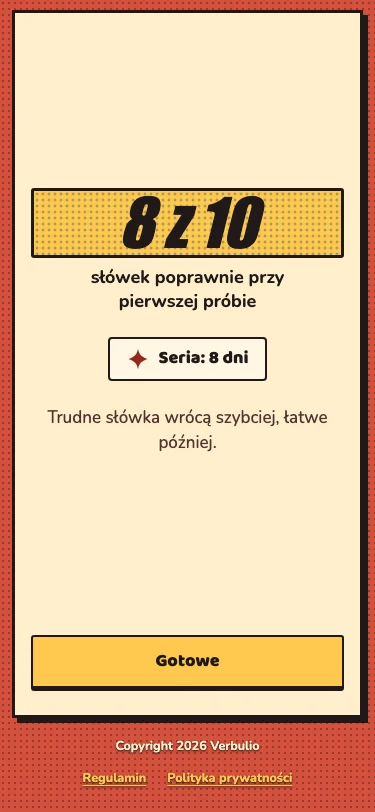 8 z 10
słówek poprawnie przy
pierwszej próbie
Seria: 8 dni
Trudne słówka wrócą szybciej, łatwe
później.
Gotowe
Copyright 2026 Verbulio
Regulamin Polityka prywatności